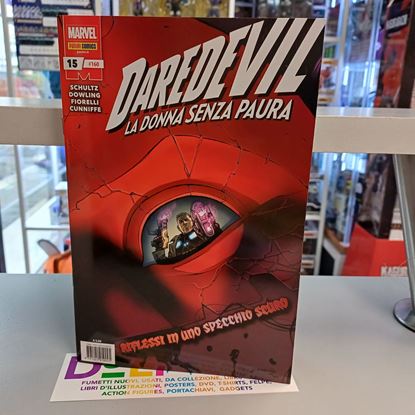 MARVEL
PANINI COMICS
15 #160
DAREDEVIL
LA DONNA SENZA PAURA
SCHULTZ
DOWLING
FIORELLI
CUNNIFFE
RIFLESSI IN UNO SPECCHIO SCURO
FUMETTI NUOVI, USATI, DA COLLEZIONE,
LIBRI D'ILLUSTRAZIONI, POSTERS, DVD, T-SHIRTS, FELPE,
ACTION FIGURES, PORTACHIAVI, GADGETS